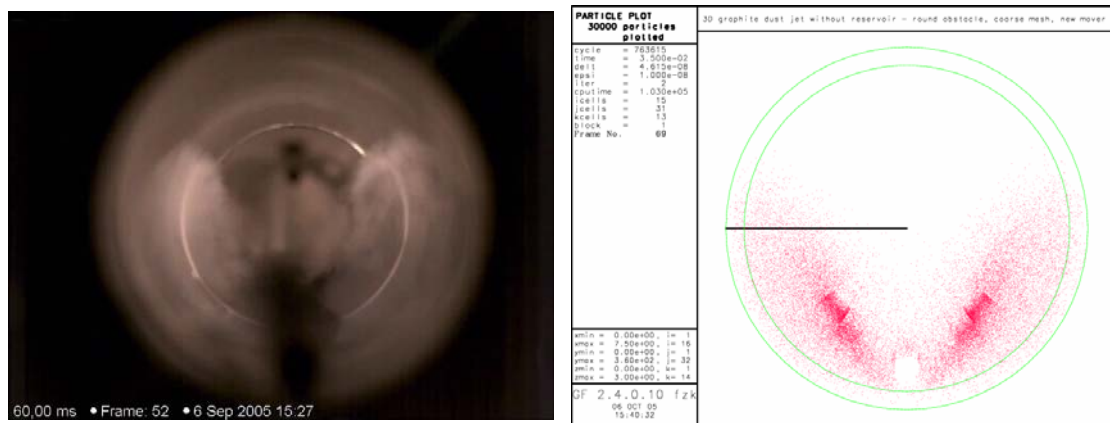 60,00 ms • Frame: 52 • 6 Sep 2005 15:27
PARTICLE PLOT
30000 particles
plotted
cycle = 763615
time = 3.500e-02
delt = 4.615e-08
epsi = 1.000e-08
iter = 2
cputime = 1.030e+05
icells = 15
jcells = 31
kcells = 13
block = 1
Frame No. 69
xmin = 0.00e+00, i= 1
xmax = 7.50e+00, i= 16
ymin = 0.00e+00, j= 1
ymax = 3.60e+02, j= 32
zmin = 0.00e+00, k= 1
zmax = 3.00e+00, k= 14
GF 2.4.0.10 fzk
06 OCT 05
15:40:32
3D graphite dust jet without reservoir - round obstacle, coarse mesh, new mover